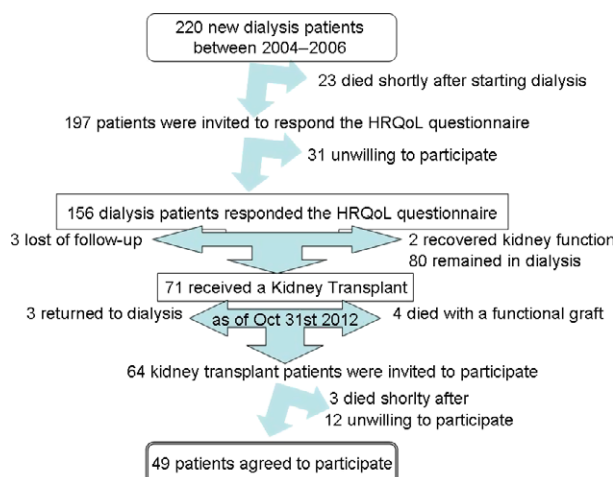 220 new dialysis patients
between 2004–2006
23 died shortly after starting dialysis
197 patients were invited to respond the HRQoL questionnaire
31 unwilling to participate
156 dialysis patients responded the HRQoL questionnaire
3 lost of follow-up
2 recovered kidney function
80 remained in dialysis
71 received a Kidney Transplant
3 returned to dialysis
as of Oct 31st 2012
4 died with a functional graft
64 kidney transplant patients were invited to participate
3 died shorlty after
12 unwilling to participate
49 patients agreed to participate